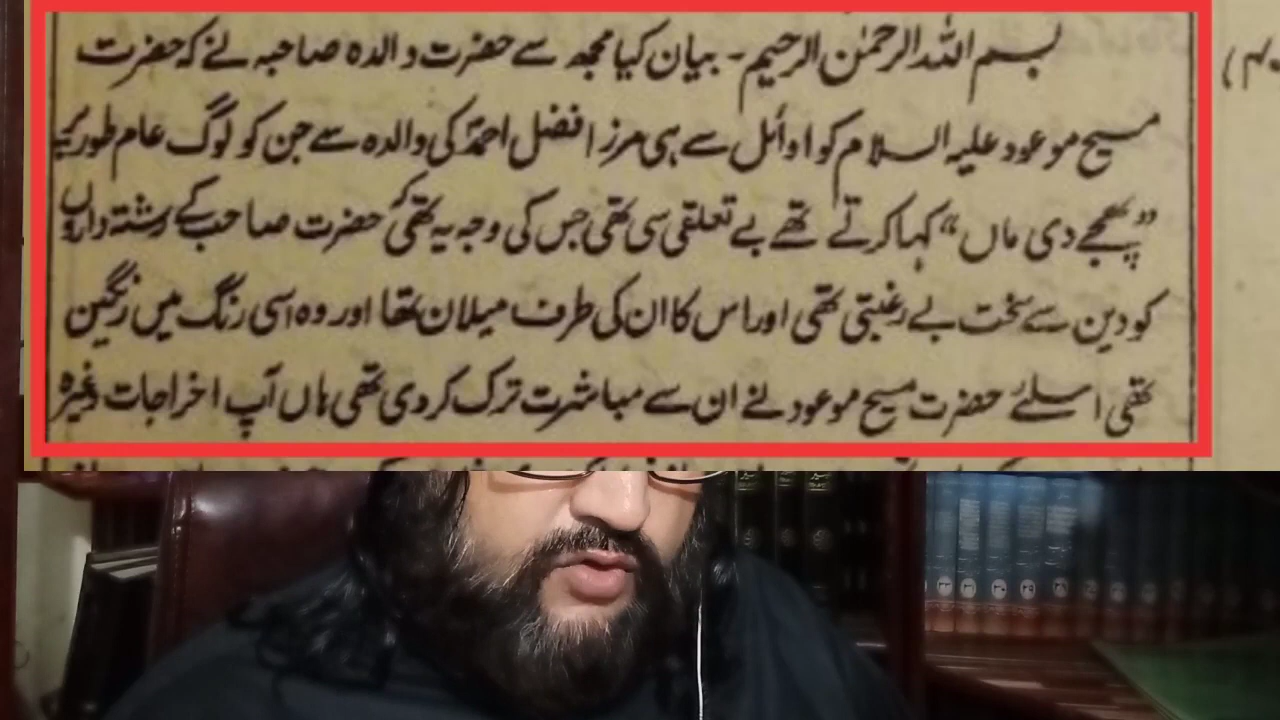 بسم اللہ الرحمٰن الرحیم۔ بیان کیا مجھ سے حضرت والدہ صاحبہ نے کہ حضرت
مسیح موعود علیہ السلام کو اوائل سے ہی مرزا فضل احمدؐ کی والدہ سے جن کو لوگ عام طور پر
”پھجے دی ماں“ کہا کرتے تھے بے تعلقی سی تھی جس کی وجہ یہ تھی کہ حضرت صاحب کے رشتہ داروں
کو دین سے سخت بے رغبتی تھی اور اس کا ان کی طرف میلان تھا اور وہ اسی رنگ میں رنگین
تھی اسلئے حضرت مسیح موعود نے ان سے مباشرت ترک کر دی تھی ہاں آپ اخراجات وغیرہ